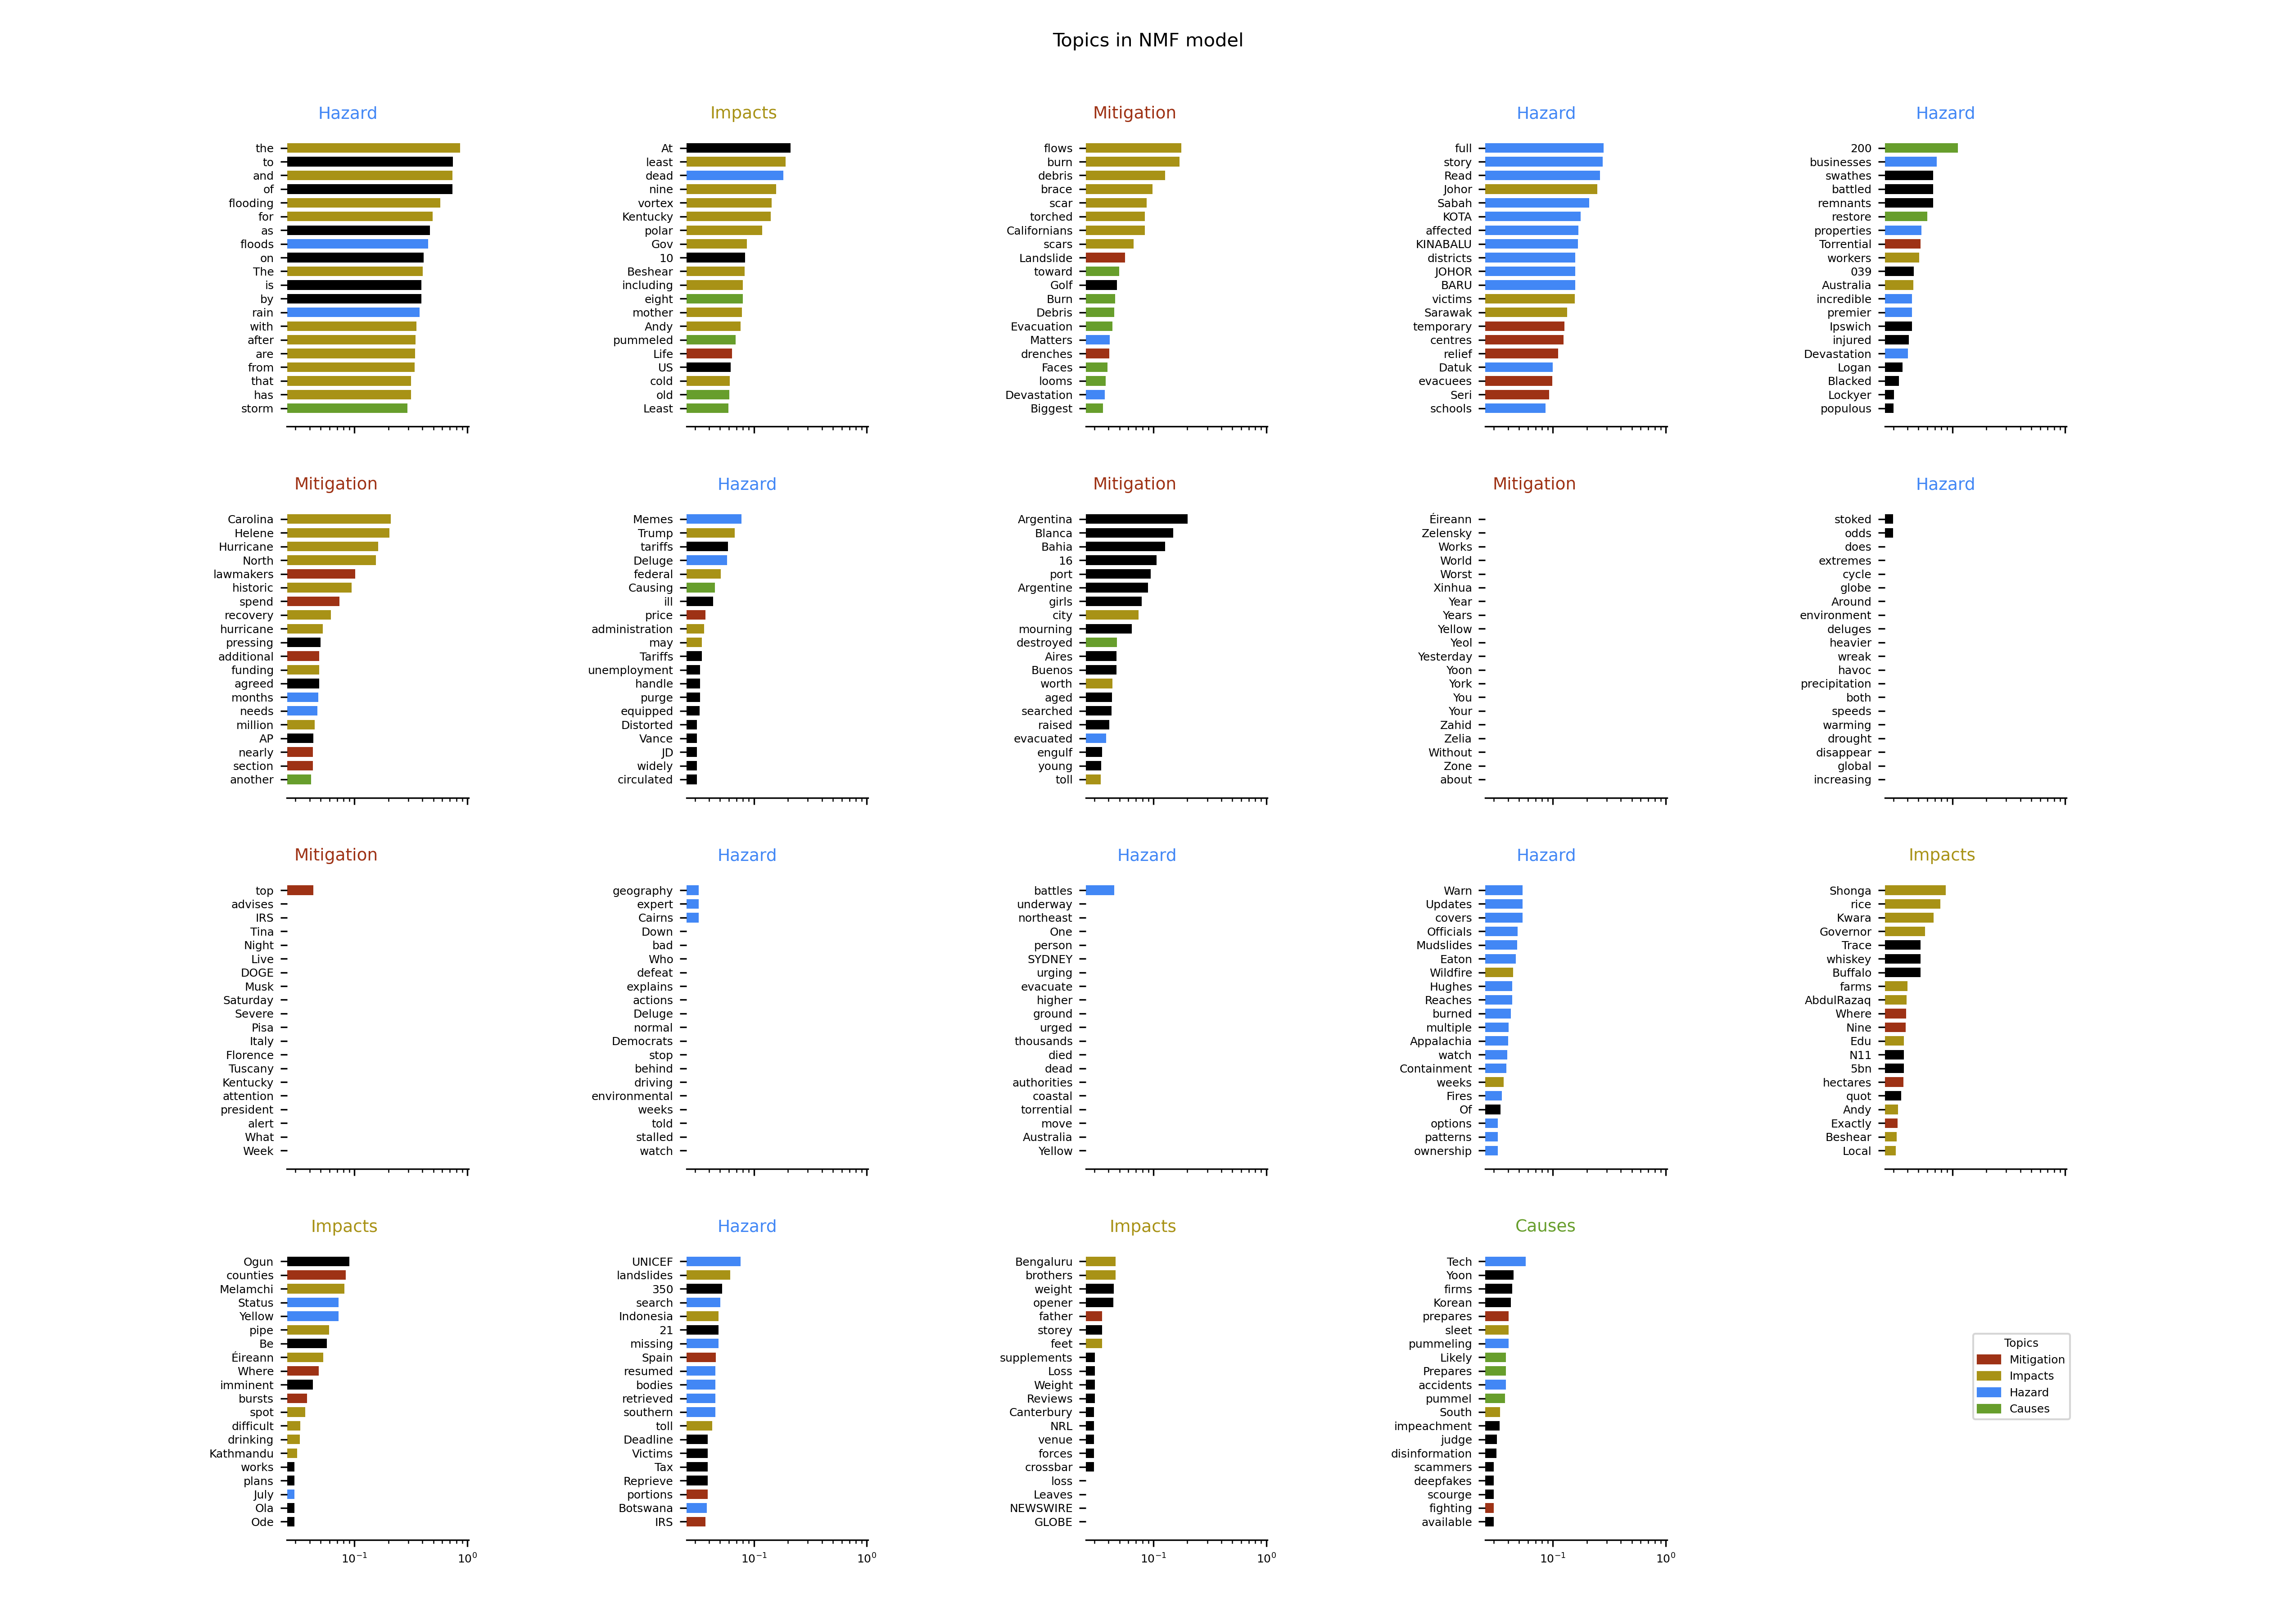 Topics in NMF model
Hazard
the
to
and
of
flooding
for
as
floods
on
The
is
by
rain
with
after
are
from
that
has
storm
Impacts
At
least
dead
nine
vortex
Kentucky
polar
Gov
10
Beshear
including
eight
mother
Andy
pummeled
Life
US
cold
old
Least
Mitigation
flows
burn
debris
brace
scar
torched
Californians
scars
Landslide
toward
Golf
Burn
Debris
Evacuation
Matters
drenches
Faces
looms
Devastation
Biggest
Hazard
full
story
Read
Johor
Sabah
KOTA
affected
KINABALU
districts
JOHOR
BARU
victims
Sarawak
temporary
centres
relief
Datuk
evacuees
Seri
schools
Hazard
200
businesses
swathes
battled
remnants
restore
properties
Torrential
workers
039
Australia
incredible
premier
Ipswich
injured
Devastation
Logan
Blacked
Lockyer
populous
Mitigation
Carolina
Helene
Hurricane
North
lawmakers
historic
spend
recovery
hurricane
pressing
additional
funding
agreed
months
needs
million
AP
nearly
section
another
Hazard
Memes
Trump
tariffs
Deluge
federal
Causing
ill
price
administration
may
Tariffs
unemployment
handle
purge
equipped
Distorted
Vance
JD
widely
circulated
Mitigation
Argentina
Blanca
Bahia
16
port
Argentine
girls
city
mourning
destroyed
Aires
Buenos
worth
aged
searched
raised
evacuated
engulf
young
toll
Mitigation
Éireann
Zelensky
Works
World
Worst
Xinhua
Year
Years
Yellow
Yeol
Yesterday
Yoon
York
You
Your
Zahid
Zelia
Without
Zone
about
Hazard
stoked
odds
does
extremes
cycle
globe
Around
environment
deluges
heavier
wreak
havoc
precipitation
both
speeds
warming
drought
disappear
global
increasing
Mitigation
top
advises
IRS
Tina
Night
Live
DOGE
Musk
Saturday
Severe
Pisa
Italy
Florence
Tuscany
Kentucky
attention
president
alert
What
Week
Hazard
geography
expert
Cairns
Down
bad
Who
defeat
explains
actions
Deluge
normal
Democrats
stop
behind
driving
environmental
weeks
told
stalled
watch
Hazard
battles
underway
northeast
One
person
SYDNEY
urging
evacuate
higher
ground
urged
thousands
died
dead
authorities
coastal
torrential
move
Australia
Yellow
Hazard
Warn
Updates
covers
Officials
Mudslides
Eaton
Wildfire
Hughes
Reaches
burned
multiple
Appalachia
watch
Containment
weeks
Fires
Of
options
patterns
ownership
Impacts
Shonga
rice
Kwara
Governor
Trace
whiskey
Buffalo
farms
AbdulRazaq
Where
Nine
Edu
N11
5bn
hectares
quot
Andy
Exactly
Beshear
Local
Impacts
Ogun
counties
Melamchi
Status
Yellow
pipe
Be
Éireann
Where
imminent
bursts
spot
difficult
drinking
Kathmandu
works
plans
July
Ola
Ode
10⁻¹ 10⁰
Hazard
UNICEF
landslides
350
search
Indonesia
21
missing
Spain
resumed
bodies
retrieved
southern
toll
Deadline
Victims
Tax
Reprieve
portions
Botswana
IRS
10⁻¹ 10⁰
Impacts
Bengaluru
brothers
weight
opener
father
storey
feet
supplements
Loss
Weight
Reviews
Canterbury
NRL
venue
forces
crossbar
loss
Leaves
NEWSWIRE
GLOBE
10⁻¹ 10⁰
Causes
Tech
Yoon
firms
Korean
prepares
sleet
pummeling
Likely
Prepares
accidents
pummel
South
impeachment
judge
disinformation
scammers
deepfakes
scourge
fighting
available
10⁻¹ 10⁰
Topics
Mitigation
Impacts
Hazard
Causes